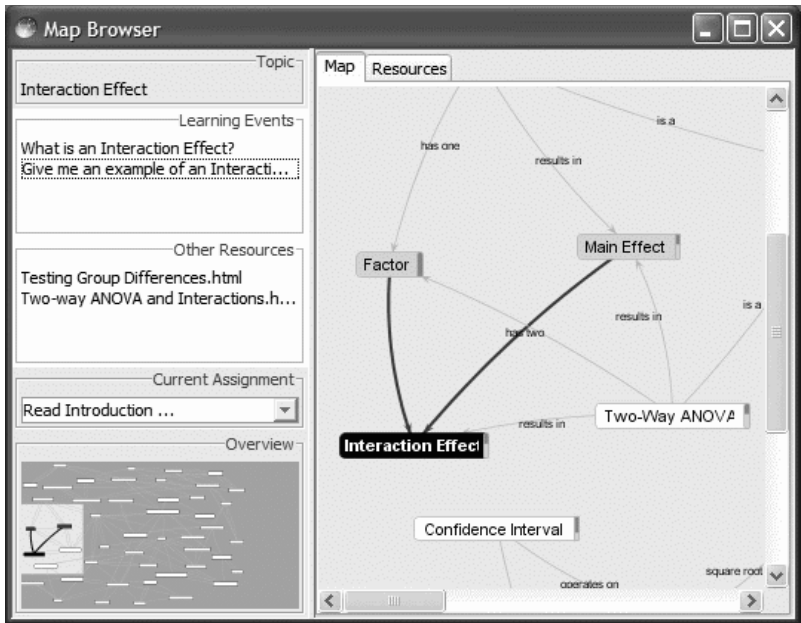 Map Browser
Topic
Interaction Effect
Learning Events
What is an Interaction Effect?
Give me an example of an Interacti...
Other Resources
Testing Group Differences.html
Two-way ANOVA and Interactions.h...
Current Assignment
Read Introduction ...
Overview
Map
Resources
is a
has one
results in
Main Effect
Factor
is a
results in
has two
Two-Way ANOVA
results in
Interaction Effect
Confidence Interval
square root
operates on